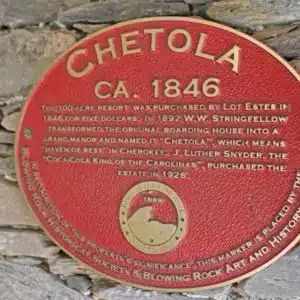 CHETOLA
CA. 1846
THIS 100-ACRE RESORT WAS PURCHASED BY LOT ESTES IN
1846 FOR FIVE DOLLARS. IN 1892 W.W. STRINGFELLOW
TRANSFORMED THE ORIGINAL BOARDING HOUSE INTO A
GRAND MANOR AND NAMED IT "CHETOLA", WHICH MEANS
"HAVEN OF REST" IN CHEROKEE. J. LUTHER SNYDER, THE
"COCA-COLA KING OF THE CAROLINAS", PURCHASED THE
ESTATE IN 1926.
1889
IN RECOGNITION OF THIS PROPERTY'S SIGNIFICANCE, THIS MARKER IS PLACED BY THE
BLOWING ROCK HISTORICAL SOCIETY & BLOWING ROCK ART AND HISTORY